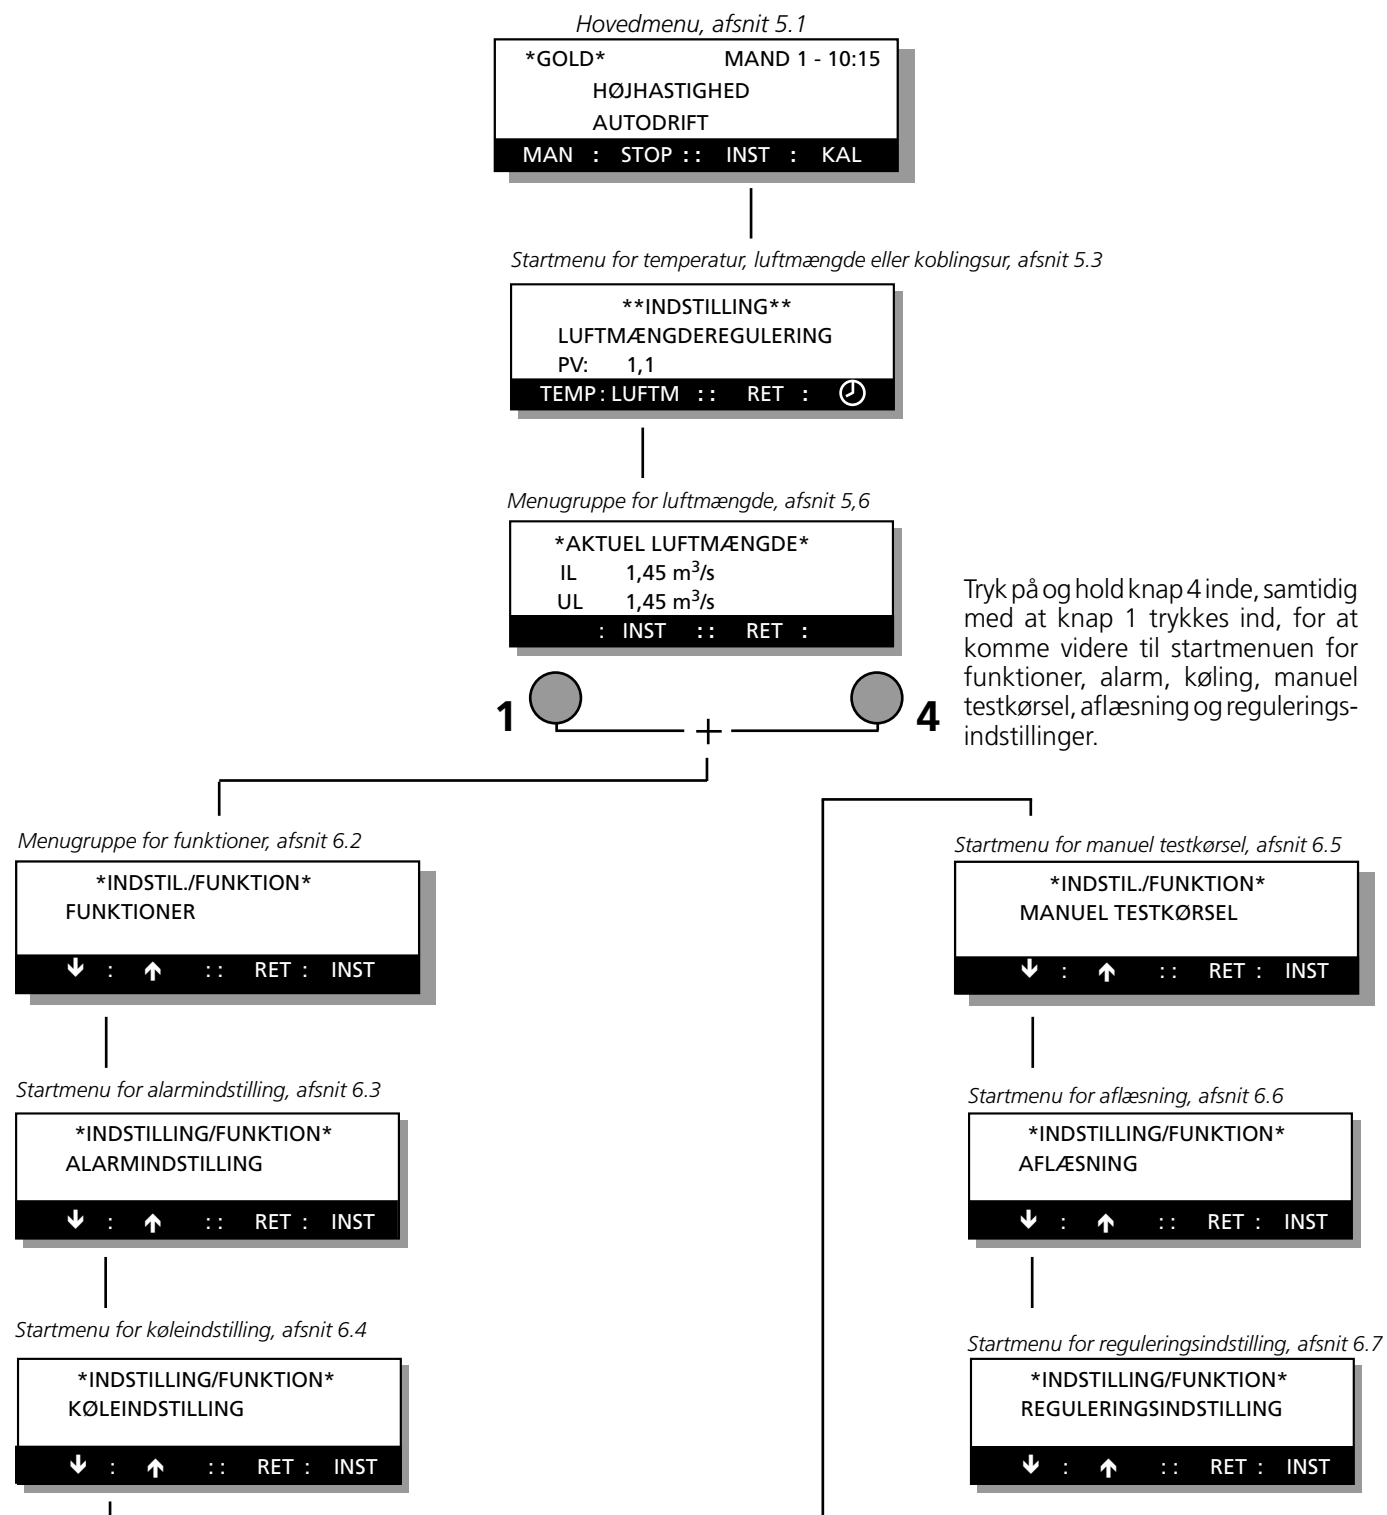 Hovedmenu, afsnit 5.1
*GOLD* MAND 1 - 10:15
HØJHASTIGHED
AUTODRIFT
MAN : STOP :: INST : KAL
Startmenu for temperatur, luftmængde eller koblingsur, afsnit 5.3
**INDSTILLING**
LUFTMÆNGDEREGULERING
PV: 1,1
TEMP : LUFTM :: RET :
Menugruppe for luftmængde, afsnit 5,6
*AKTUEL LUFTMÆNGDE*
IL 1,45 m³/s
UL 1,45 m³/s
: INST :: RET :
Tryk på og hold knap 4 inde, samtidig
med at knap 1 trykkes ind, for at
komme videre til startmenuen for
funktioner, alarm, køling, manuel
testkørsel, aflæsning og regulerings-
indstillinger.
1 + 4
Menugruppe for funktioner, afsnit 6.2
*INDSTIL./FUNKTION*
FUNKTIONER
↓ : ↑ :: RET : INST
Startmenu for alarmindstilling, afsnit 6.3
*INDSTILLING/FUNKTION*
ALARMINDSTILLING
↓ : ↑ :: RET : INST
Startmenu for køleindstilling, afsnit 6.4
*INDSTILLING/FUNKTION*
KØLEINDSTILLING
↓ : ↑ :: RET : INST
Startmenu for manuel testkørsel, afsnit 6.5
*INDSTIL./FUNKTION*
MANUEL TESTKØRSEL
↓ : ↑ :: RET : INST
Startmenu for aflæsning, afsnit 6.6
*INDSTILLING/FUNKTION*
AFLÆSNING
↓ : ↑ :: RET : INST
Startmenu for reguleringsindstilling, afsnit 6.7
*INDSTILLING/FUNKTION*
REGULERINGSINDSTILLING
↓ : ↑ :: RET : INST